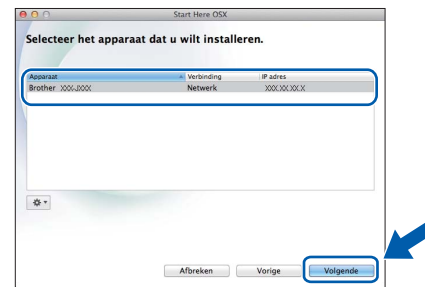 Start Here OSX
Selecteer het apparaat dat u wilt installeren.
Apparaat Verbinding IP adres
Brother XXX-XXXX Netwerk XXX.XX.XX.X
Afbreken Vorige Volgende